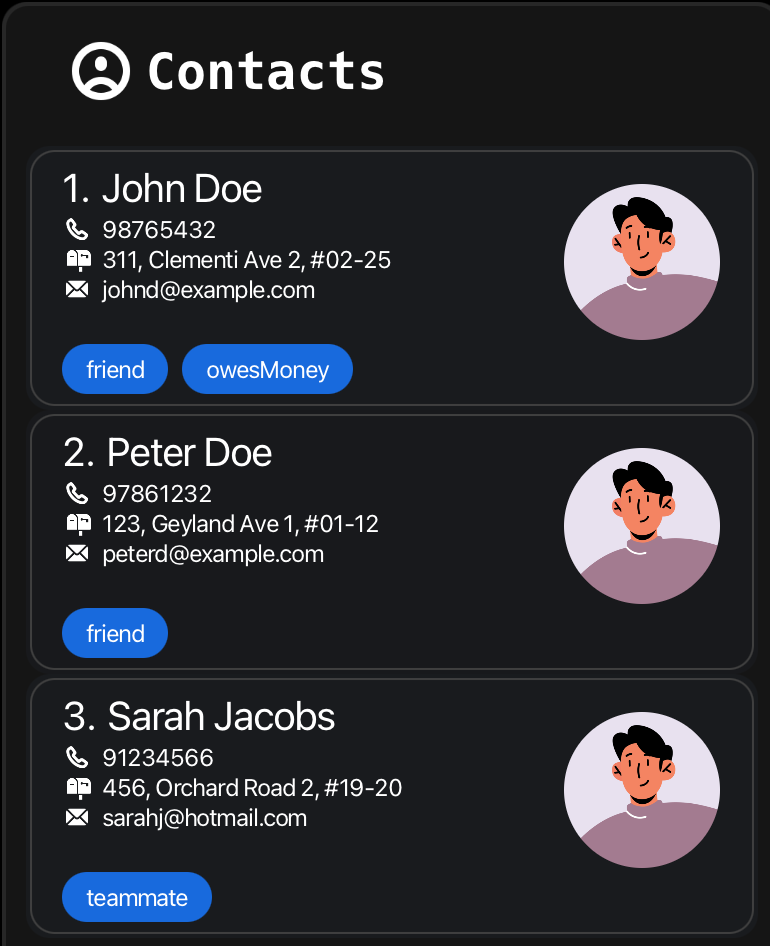 Contacts
1. John Doe
98765432
311, Clementi Ave 2, #02-25
johnd@example.com
friend owesMoney
2. Peter Doe
97861232
123, Geyland Ave 1, #01-12
peterd@example.com
friend
3. Sarah Jacobs
91234566
456, Orchard Road 2, #19-20
sarahj@hotmail.com
teammate